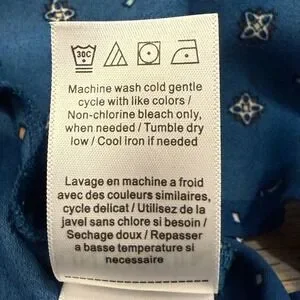 30C
Machine wash cold gentle
cycle with like colors /
Non-chlorine bleach only,
when needed / Tumble dry
low / Cool iron if needed
Lavage en machine a froid
avec des couleurs similaires,
cycle delicat / Utilisez de la
javel sans chlore si besoin /
Sechage doux / Repasser
a basse temperature si
necessaire